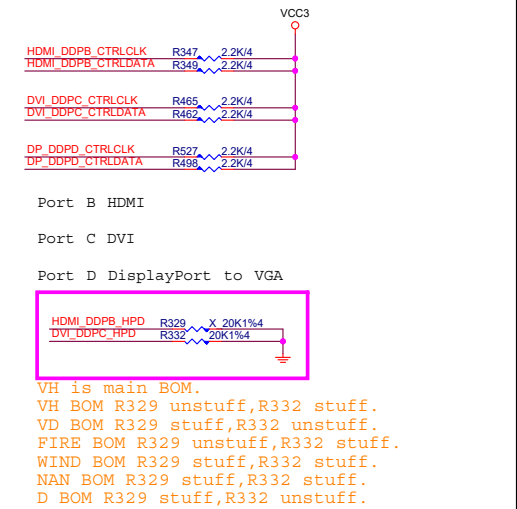 VCC3
HDMI_DDPB_CTRLCLK R347 2.2K/4
HDMI_DDPB_CTRLDATA R349 2.2K/4
DVI_DDPC_CTRLCLK R465 2.2K/4
DVI_DDPC_CTRLDATA R462 2.2K/4
DP_DDPD_CTRLCLK R527 2.2K/4
DP_DDPD_CTRLDATA R498 2.2K/4
Port B HDMI
Port C DVI
Port D DisplayPort to VGA
HDMI_DDPB_HPD R329 X_20K1%4
DVI_DDPC_HPD R332 20K1%4
VH is main BOM.
VH BOM R329 unstuff,R332 stuff.
VD BOM R329 stuff,R332 unstuff.
FIRE BOM R329 unstuff,R332 stuff.
WIND BOM R329 stuff,R332 stuff.
NAN BOM R329 stuff,R332 stuff.
D BOM R329 stuff,R332 unstuff.